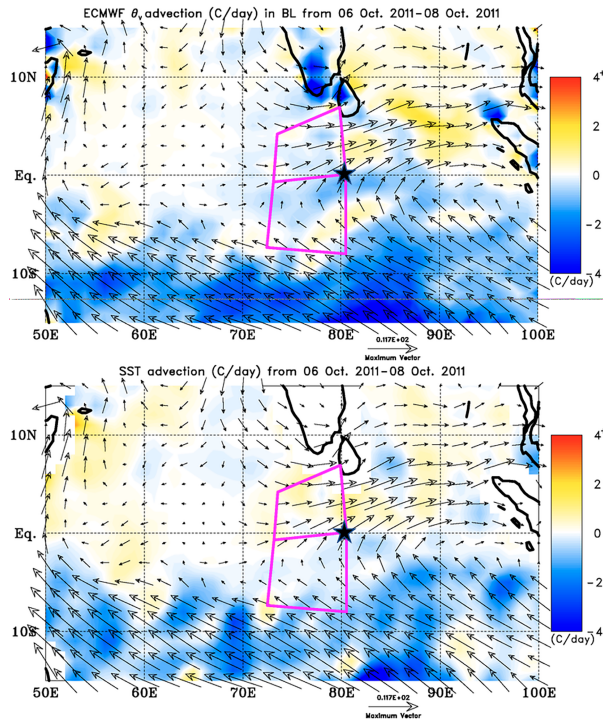 ECMWF θv advection (C/day) in BL from 06 Oct. 2011-08 Oct. 2011
10N
Eq.
10S
50E 60E 70E 80E 90E 100E
4
2
0
−2
−4
(C/day)
0.117E+02
Maximum Vector
SST advection (C/day) from 06 Oct. 2011-08 Oct. 2011
10N
Eq.
10S
50E 60E 70E 80E 90E 100E
4
2
0
2
4
(C/day)
0.117E+02
Maximum Vector